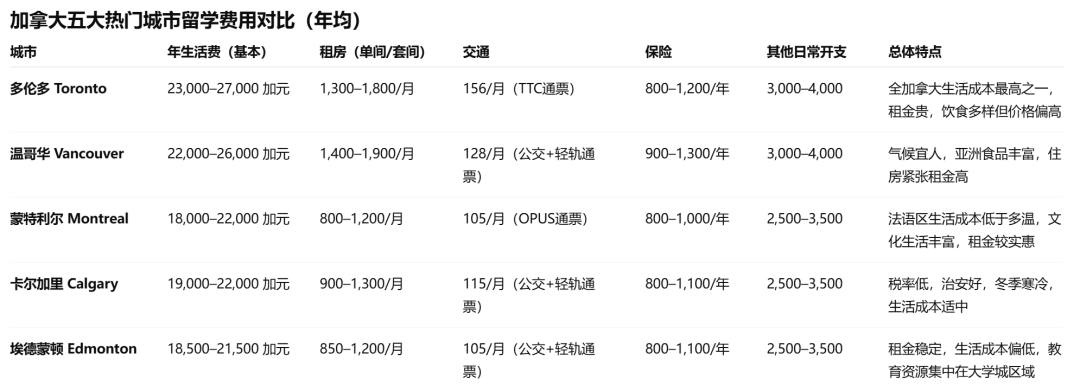 加拿大五大热门城市留学费用对比（年均）
城市 年生活费（基本） 租房（单间/套间） 交通 保险 其他日常开支 总体特点
多伦多 Toronto 23,000–27,000 加元 1,300–1,800/月 156/月（TTC通票） 800–1,200/年 3,000–4,000 全加拿大生活成本最高之一，
租金贵，饮食多样但价格偏高
温哥华 Vancouver 22,000–26,000 加元 1,400–1,900/月 128/月（公交+轻轨通 900–1,300/年 3,000–4,000 气候宜人，亚洲食品丰富，住
票） 房紧张租金高
蒙特利尔 Montreal 18,000–22,000 加元 800–1,200/月 105/月（OPUS通票） 800–1,000/年 2,500–3,500 法语区生活成本低于多温，文
化生活丰富，租金较实惠
卡尔加里 Calgary 19,000–22,000 加元 900–1,300/月 115/月（公交+轻轨通 800–1,100/年 2,500–3,500 税率低，治安好，冬季寒冷，
票） 生活成本适中
埃德蒙顿 Edmonton 18,500–21,500 加元 850–1,200/月 105/月（公交+轻轨通 800–1,100/年 2,500–3,500 租金稳定，生活成本偏低，教
票） 育资源集中在大学城区域